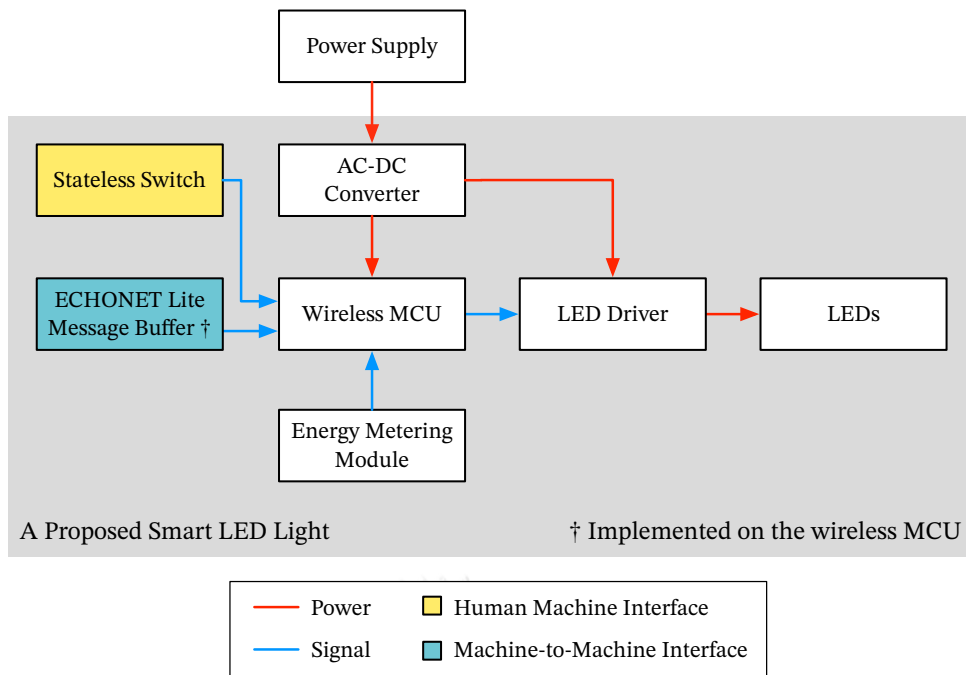 Power Supply
Stateless Switch
AC-DC
Converter
ECHONET Lite
Message Buffer †
Wireless MCU
LED Driver
LEDs
Energy Metering
Module
A Proposed Smart LED Light
† Implemented on the wireless MCU
Power
Human Machine Interface
Signal
Machine-to-Machine Interface